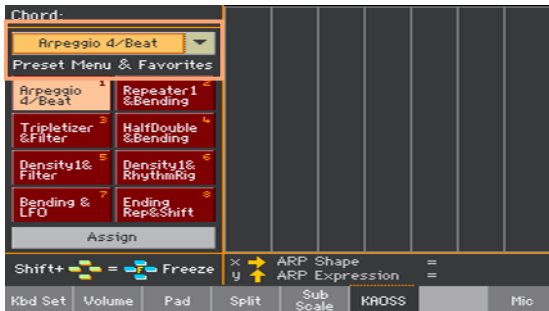 Chord:
Arpeggio 4/Beat
Preset Menu & Favorites
Arpeggio 4/Beat 1
Repeater1 &Bending 2
Tripletizer &Filter 3
HalfDouble &Bending 4
Density1& Filter 5
Density1& RhythmRig 6
Bending & LFO 7
Ending Rep&Shift 8
Assign
Shift+ = F Freeze
x ARP Shape =
y ARP Expression =
Kbd Set Volume Pad Split Sub Scale KAOSS Mic